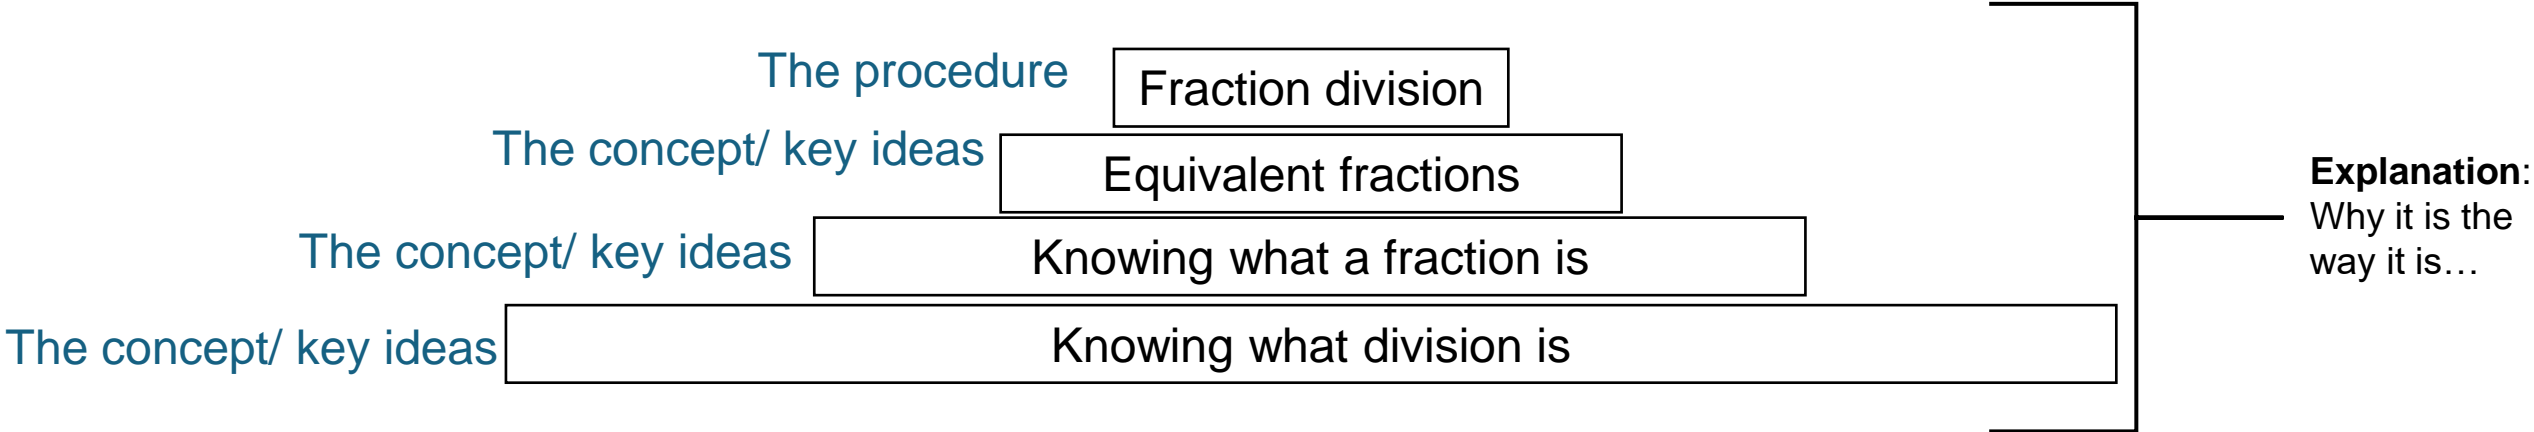 The procedure
Fraction division
The concept/ key ideas
Equivalent fractions
The concept/ key ideas
Knowing what a fraction is
The concept/ key ideas
Knowing what division is
Explanation:
Why it is the
way it is…